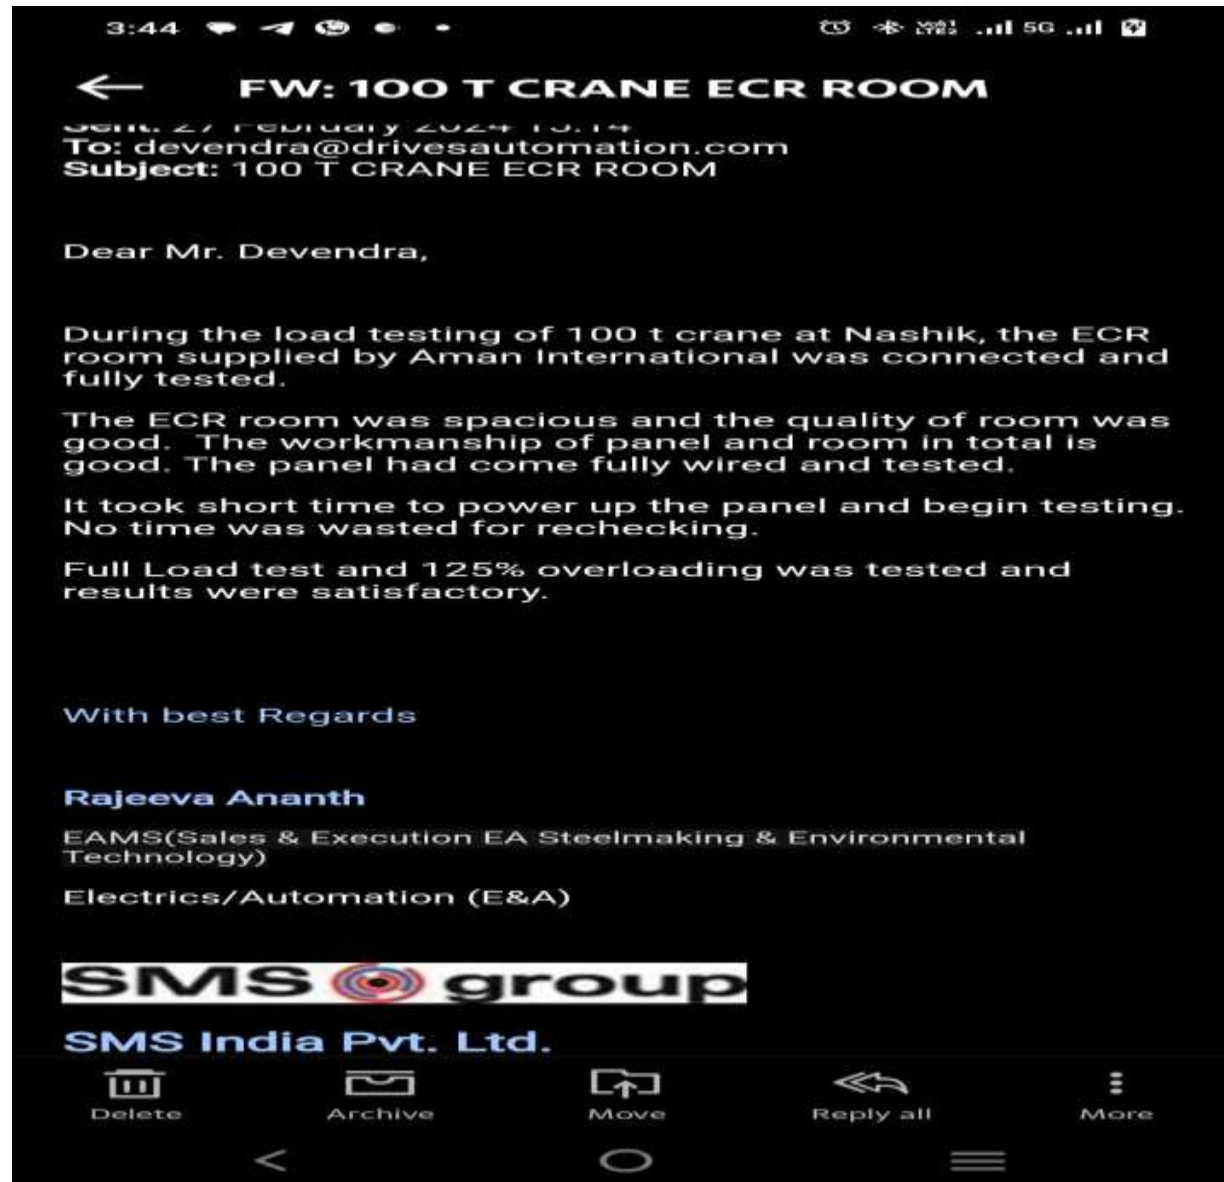 3:44 5G
FW: 100 T CRANE ECR ROOM
Sent: 27 February 2024
To: devendra@drivesautomation.com
Subject: 100 T CRANE ECR ROOM
Dear Mr. Devendra,
During the load testing of 100 t crane at Nashik, the ECR
room supplied by Aman International was connected and
fully tested.
The ECR room was spacious and the quality of room was
good.  The workmanship of panel and room in total is
good. The panel had come fully wired and tested.
It took short time to power up the panel and begin testing.
No time was wasted for rechecking.
Full Load test and 125% overloading was tested and
results were satisfactory.
With best Regards
Rajeeva Ananth
EAMS(Sales & Execution EA Steelmaking & Environmental
Technology)
Electrics/Automation (E&A)
SMS group
SMS India Pvt. Ltd.
Delete Archive Move Reply all More